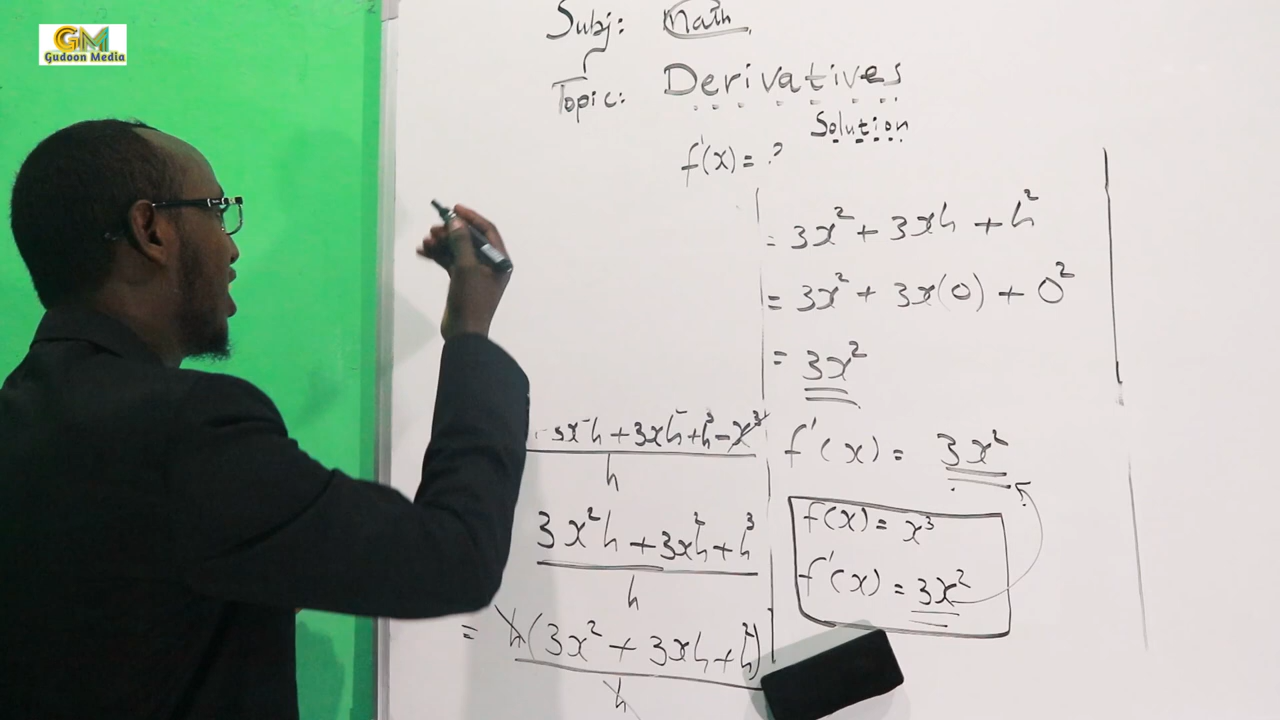 GM
Gudoon Media
Subj: Math
Topic: Derivatives
Solution
f'(x) = ?
3x²h + 3xh² + h³ - x³
h
3x²h + 3xh² + h³
h
= h(3x² + 3xh + h²)
h
= 3x² + 3xh + h²
= 3x² + 3x(0) + 0²
= 3x²
f'(x) = 3x²
f(x) = x³
f'(x) = 3x²